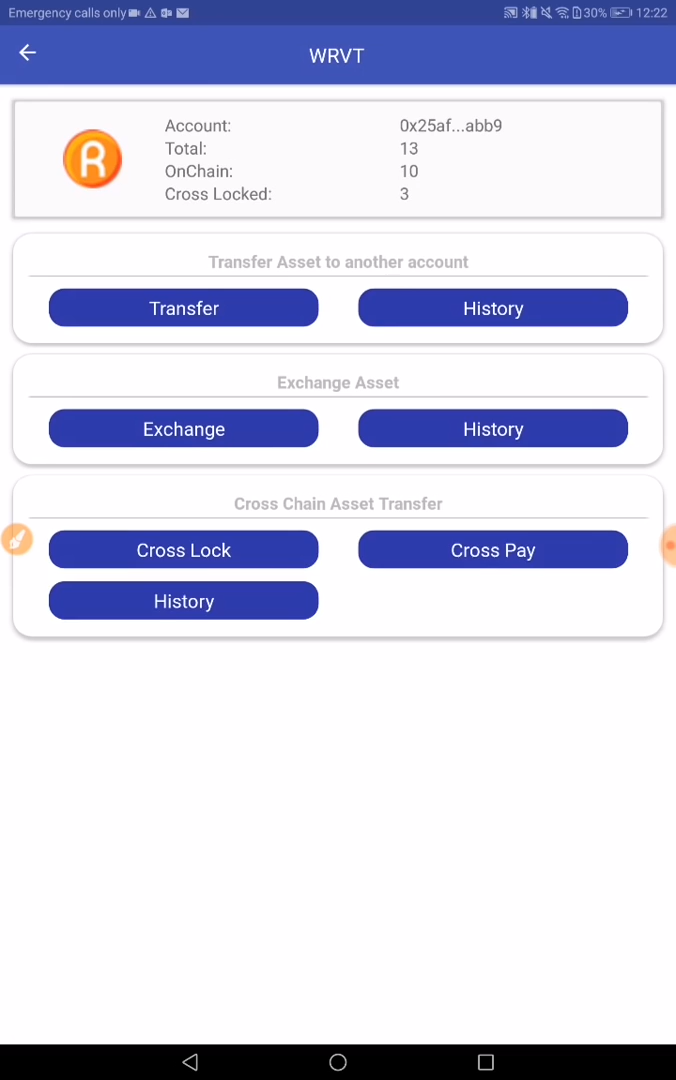 Emergency calls only 30% 12:22
WRVT
R
Account: 0x25af...abb9
Total: 13
OnChain: 10
Cross Locked: 3
Transfer Asset to another account
Transfer History
Exchange Asset
Exchange History
Cross Chain Asset Transfer
Cross Lock Cross Pay
History